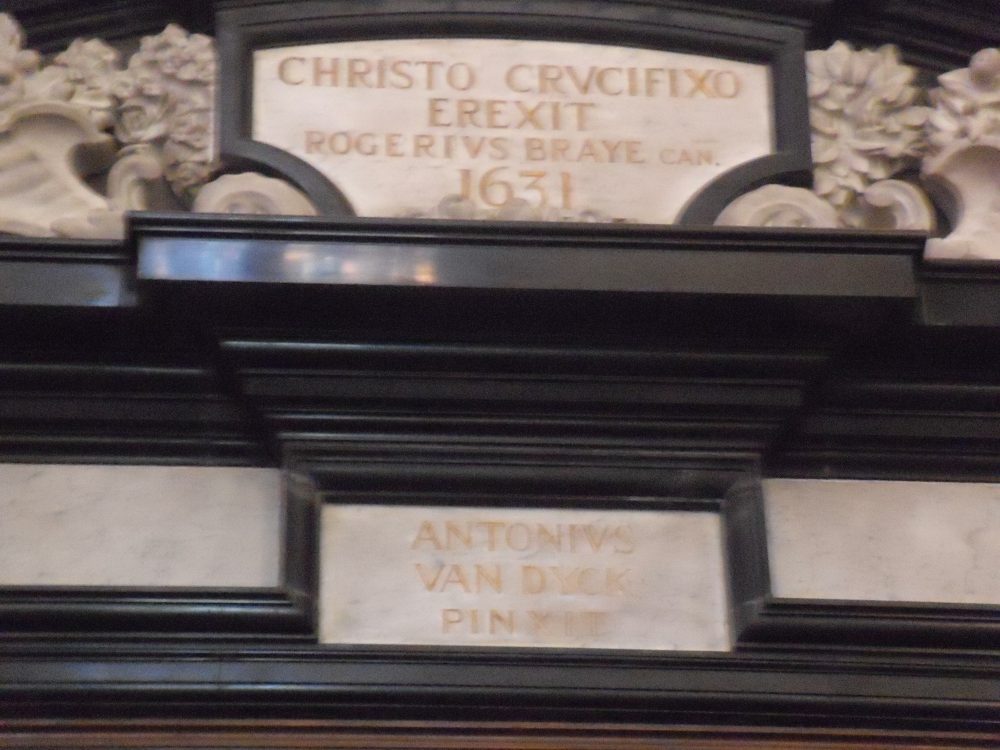 CHRISTO CRVCIFIXO
EREXIT
ROGERIVS BRAYE CAN.
1631
ANTONIVS
VAN DYCK
PINXIT